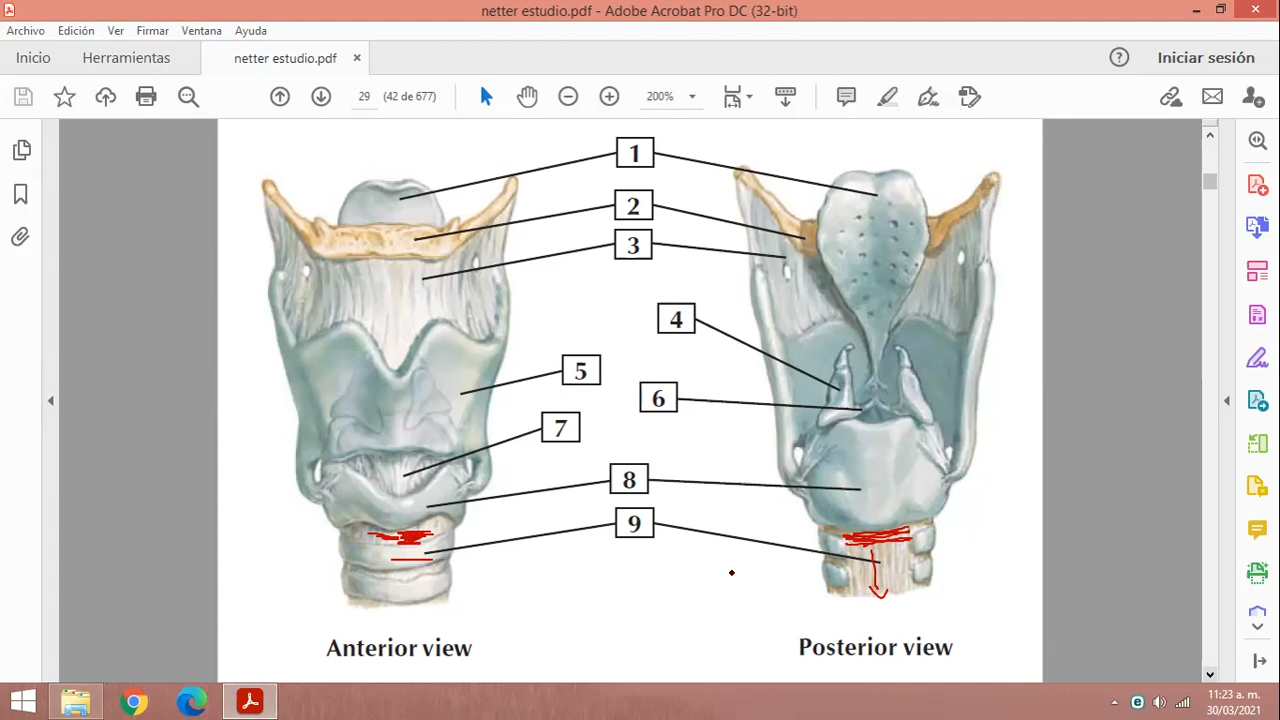 netter estudio.pdf - Adobe Acrobat Pro DC (32-bit)
Archivo Edición Ver Firmar Ventana Ayuda
Inicio Herramientas netter estudio.pdf × Iniciar sesión
29 (42 de 677) 200%
1
2
3
4
5
6
7
8
9
Anterior view Posterior view
11:23 a. m.
30/03/2021